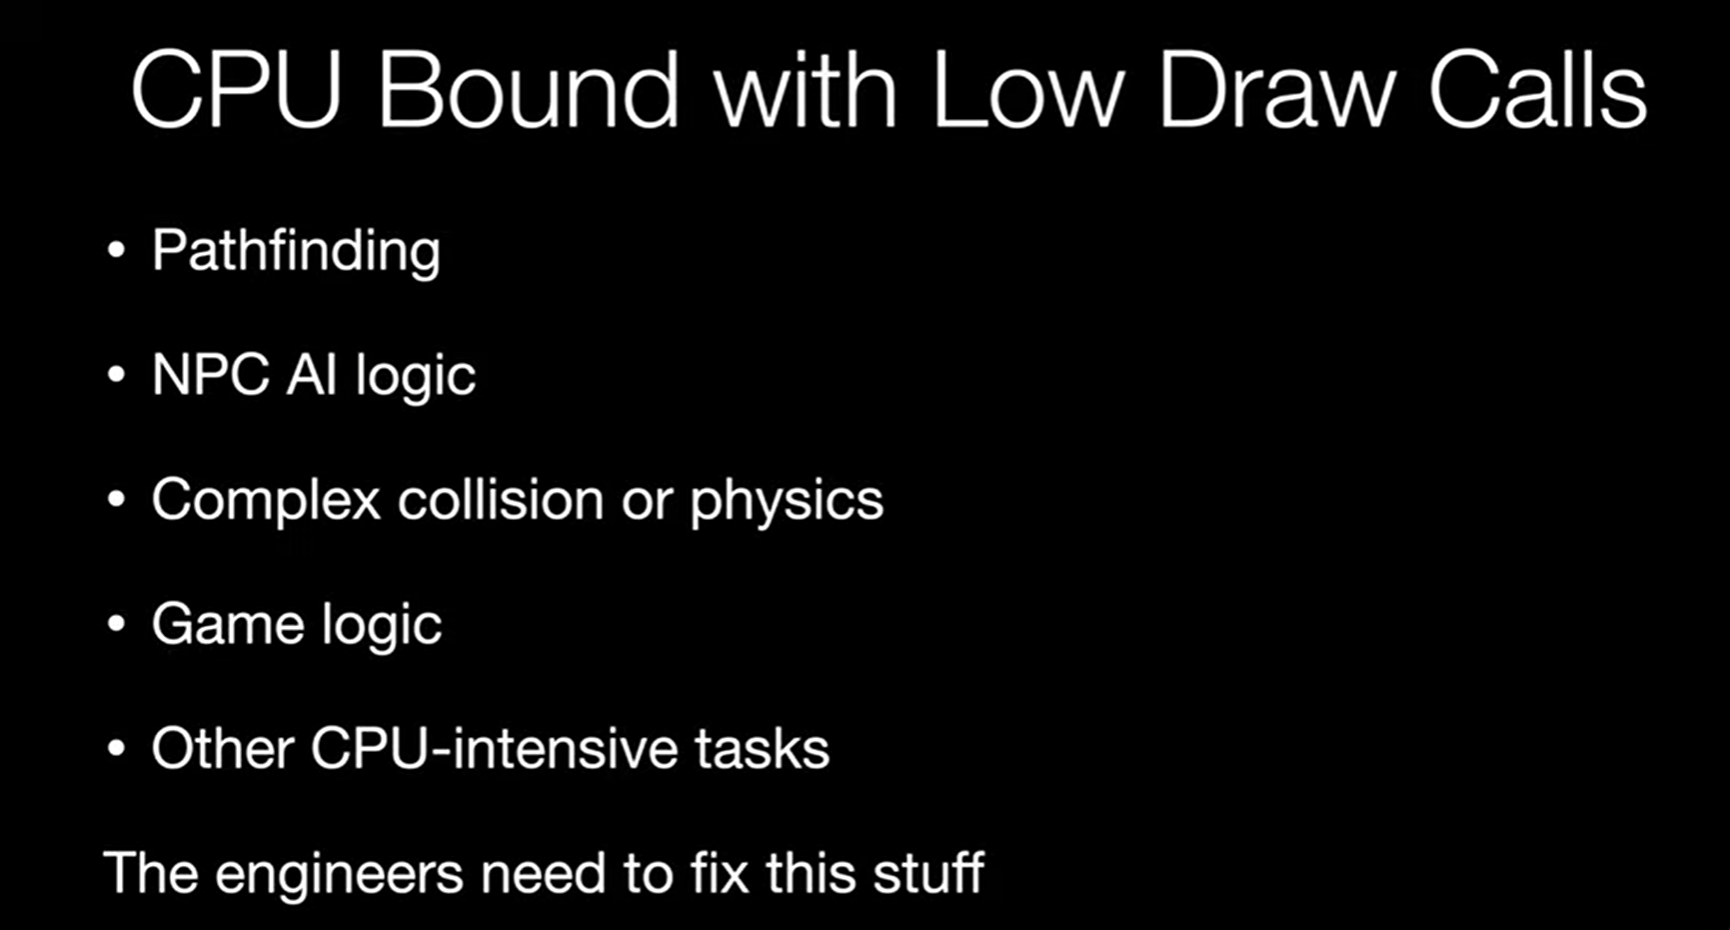 CPU Bound with Low Draw Calls
• Pathfinding
• NPC AI logic
• Complex collision or physics
• Game logic
• Other CPU-intensive tasks
The engineers need to fix this stuff